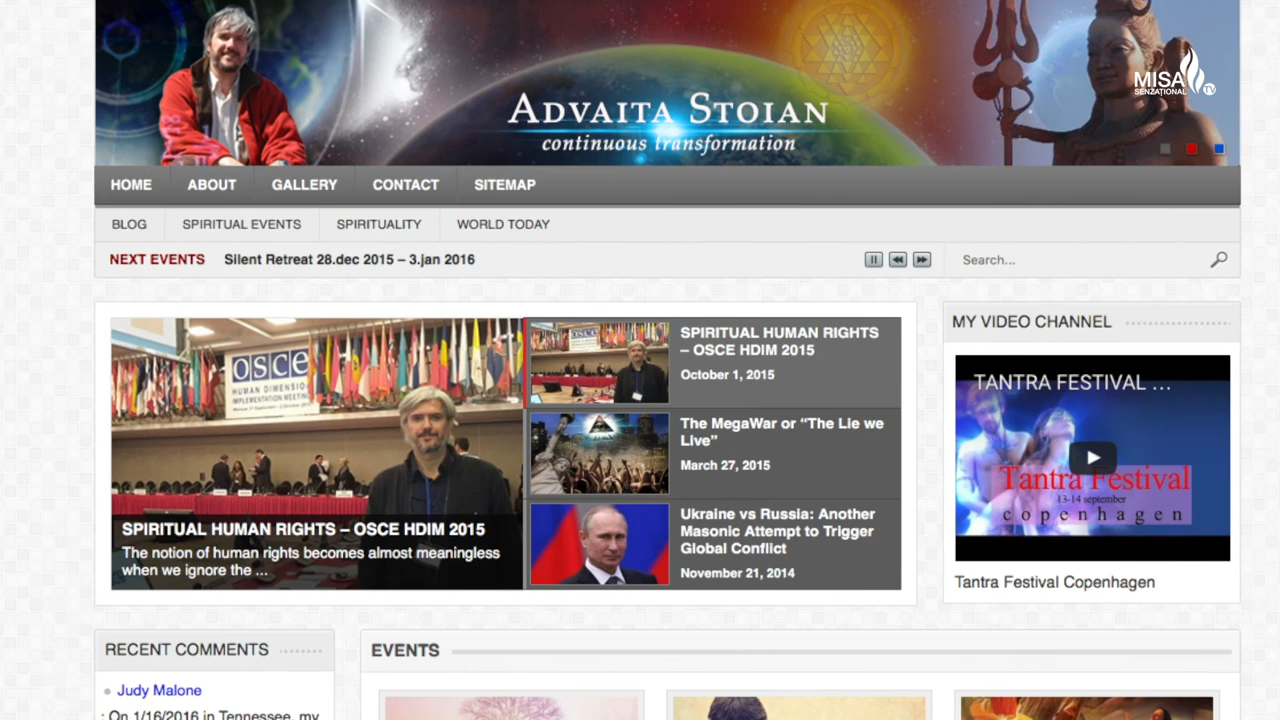 MISA
SENZATIONAL TV
ADVAITA STOIAN
continuous transformation
HOME ABOUT GALLERY CONTACT SITEMAP
BLOG SPIRITUAL EVENTS SPIRITUALITY WORLD TODAY
NEXT EVENTS Silent Retreat 28.dec 2015 – 3.jan 2016
Search...
OSCE
HUMAN DIMENSION
IMPLEMENTATION MEETING
SPIRITUAL HUMAN RIGHTS – OSCE HDIM 2015
The notion of human rights becomes almost meaningless
when we ignore the ...
SPIRITUAL HUMAN RIGHTS
– OSCE HDIM 2015
October 1, 2015
The MegaWar or “The Lie we
Live”
March 27, 2015
Ukraine vs Russia: Another
Masonic Attempt to Trigger
Global Conflict
November 21, 2014
MY VIDEO CHANNEL
TANTRA FESTIVAL ...
Tantra Festival
13-14 september
copenhagen
Tantra Festival Copenhagen
RECENT COMMENTS
Judy Malone
: On 1/16/2016 in Tennessee, my
EVENTS